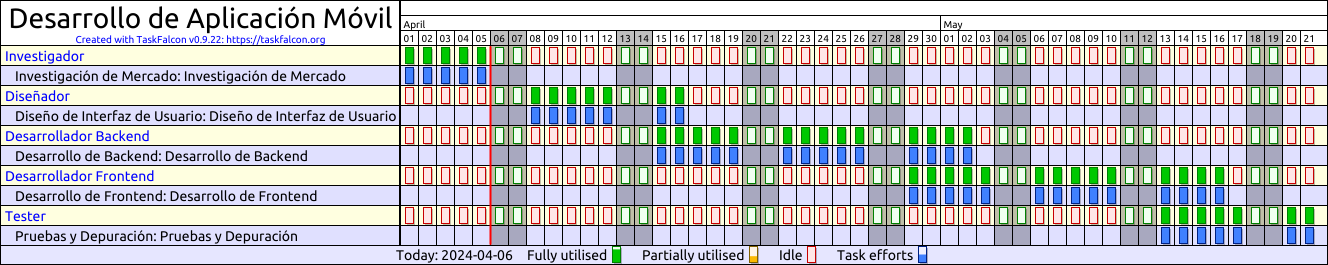 Desarrollo de Aplicación Móvil
Created with TaskFalcon v0.9.22: https://taskfalcon.org
April May
01 02 03 04 05 06 07 08 09 10 11 12 13 14 15 16 17 18 19 20 21 22 23 24 25 26 27 28 29 30 01 02 03 04 05 06 07 08 09 10 11 12 13 14 15 16 17 18 19 20 21
Investigador
Investigación de Mercado: Investigación de Mercado
Diseñador
Diseño de Interfaz de Usuario: Diseño de Interfaz de Usuario
Desarrollador Backend
Desarrollo de Backend: Desarrollo de Backend
Desarrollador Frontend
Desarrollo de Frontend: Desarrollo de Frontend
Tester
Pruebas y Depuración: Pruebas y Depuración
Today: 2024-04-06 Fully utilised Partially utilised Idle Task efforts